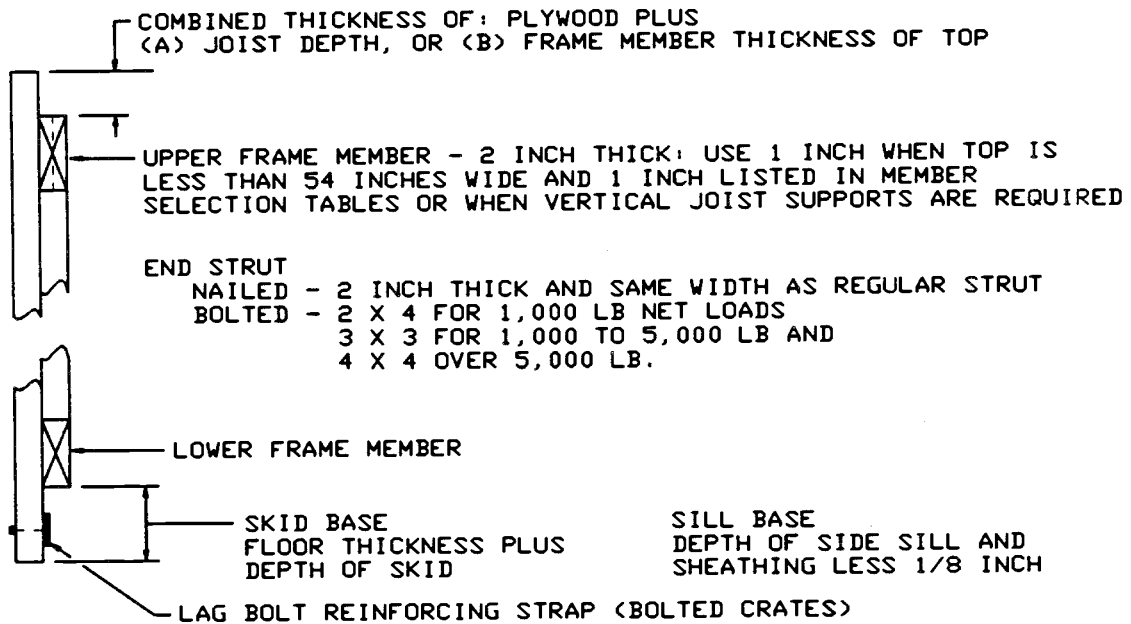 COMBINED THICKNESS OF: PLYWOOD PLUS
(A) JOIST DEPTH, OR (B) FRAME MEMBER THICKNESS OF TOP
UPPER FRAME MEMBER - 2 INCH THICK: USE 1 INCH WHEN TOP IS
LESS THAN 54 INCHES WIDE AND 1 INCH LISTED IN MEMBER
SELECTION TABLES OR WHEN VERTICAL JOIST SUPPORTS ARE REQUIRED
END STRUT
NAILED - 2 INCH THICK AND SAME WIDTH AS REGULAR STRUT
BOLTED - 2 X 4 FOR 1,000 LB NET LOADS
3 X 3 FOR 1,000 TO 5,000 LB AND
4 X 4 OVER 5,000 LB.
LOWER FRAME MEMBER
SKID BASE
FLOOR THICKNESS PLUS
DEPTH OF SKID
SILL BASE
DEPTH OF SIDE SILL AND
SHEATHING LESS 1/8 INCH
LAG BOLT REINFORCING STRAP (BOLTED CRATES)